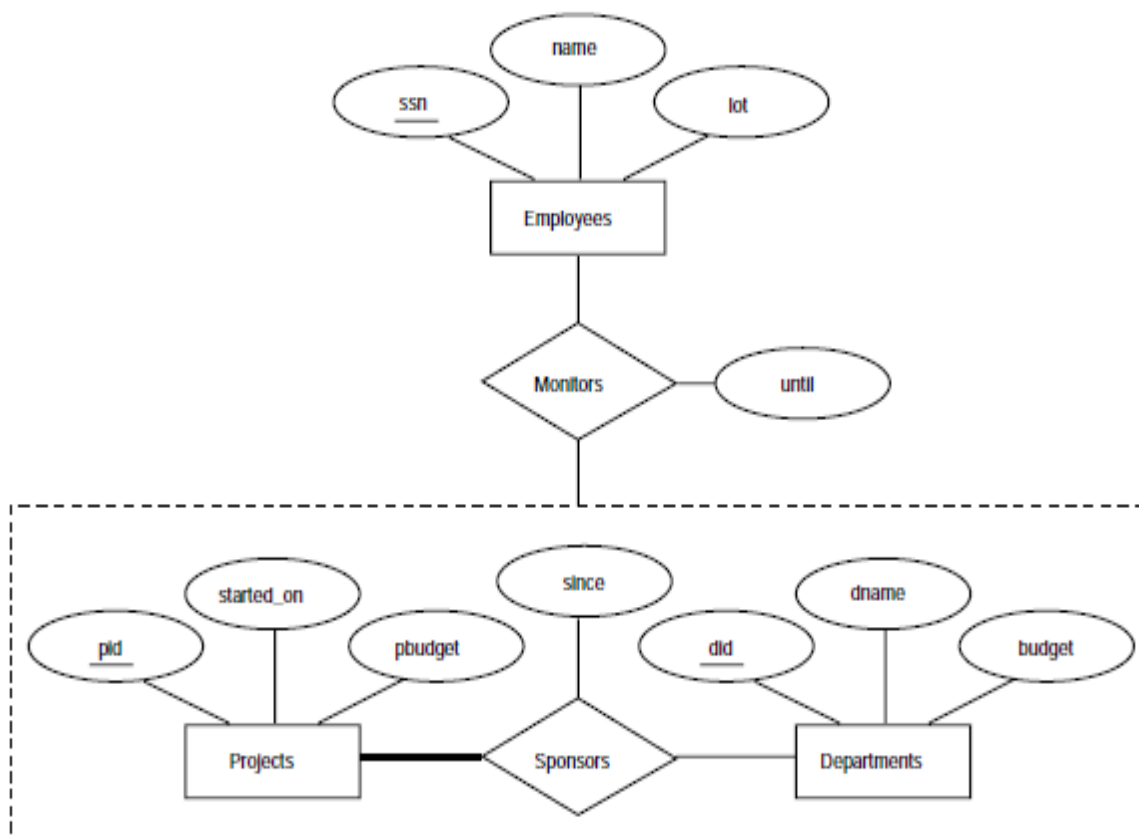 name
ssn
lot
Employees
Monitors
until
since
started_on
dname
pid
pbudget
did
budget
Projects
Sponsors
Departments